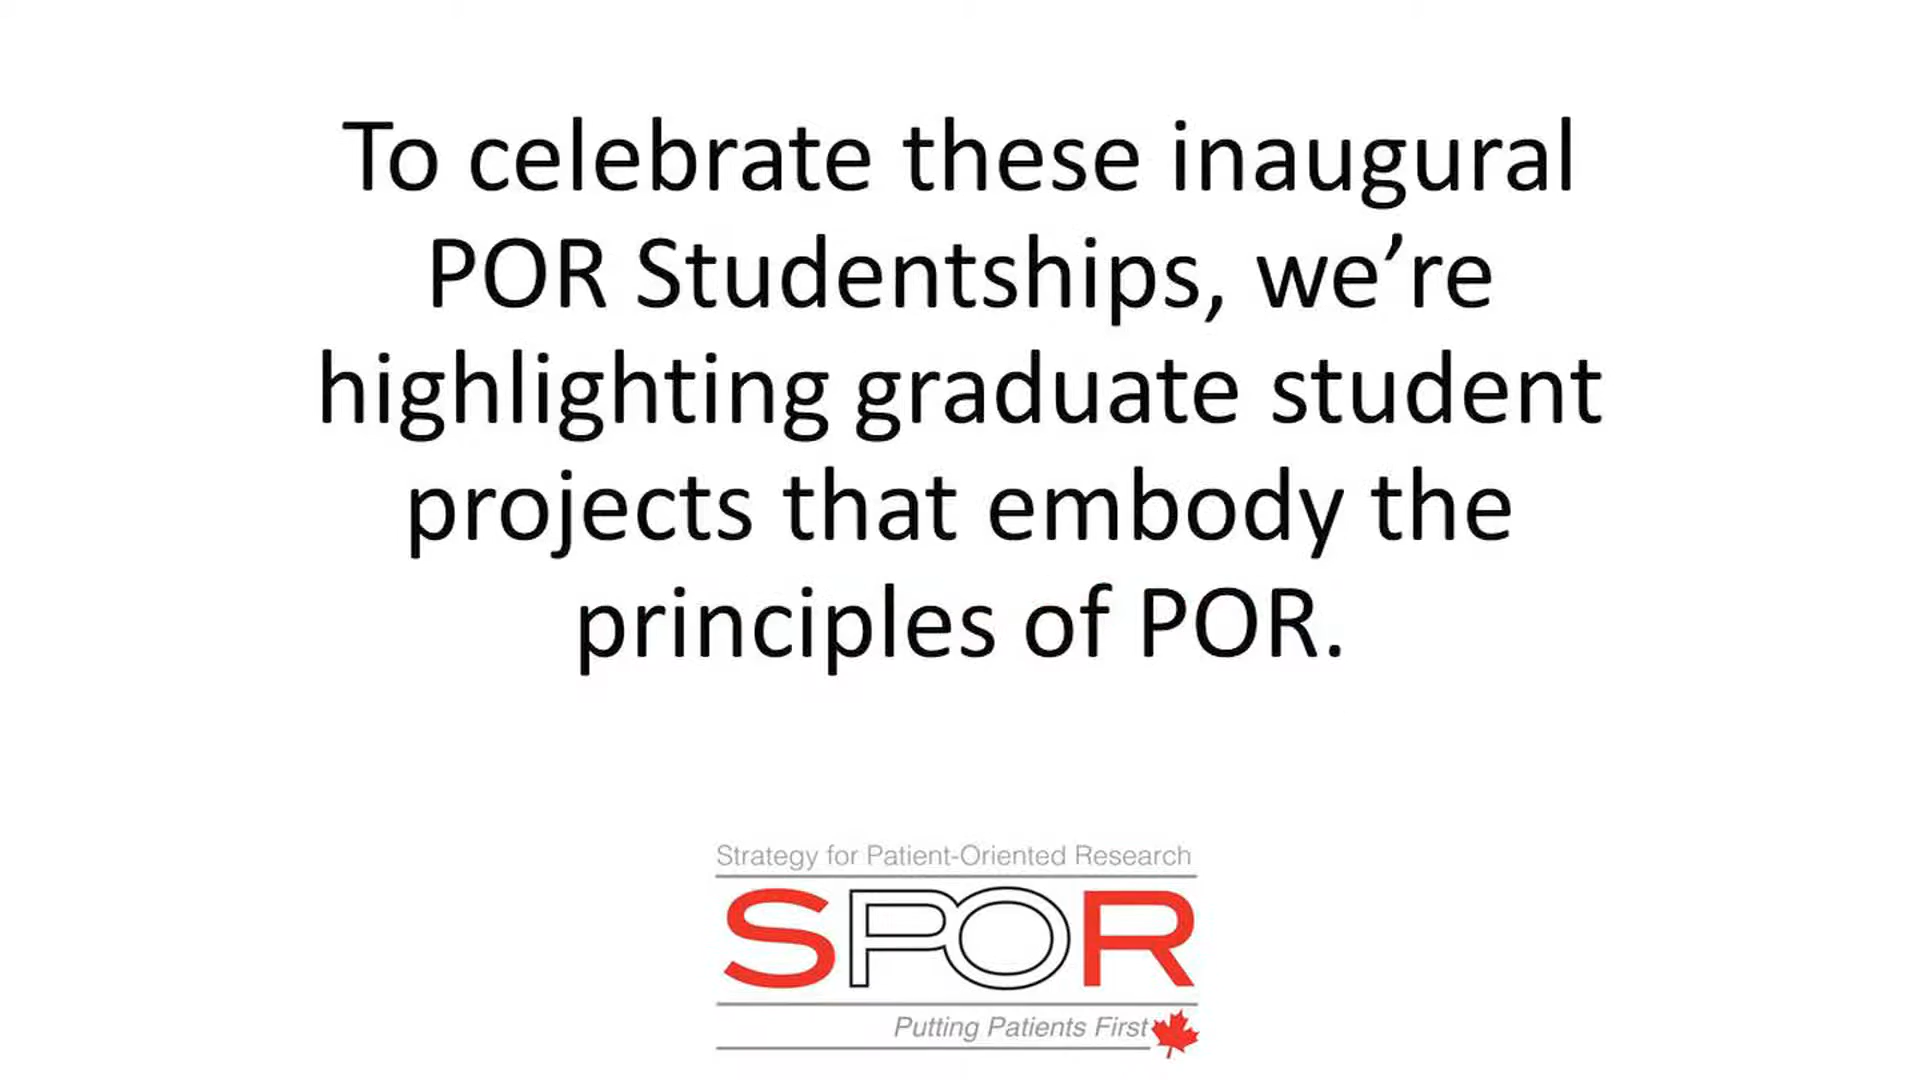 To celebrate these inaugural
POR Studentships, we’re
highlighting graduate student
projects that embody the
principles of POR.
Strategy for Patient-Oriented Research
SPOR
Putting Patients First